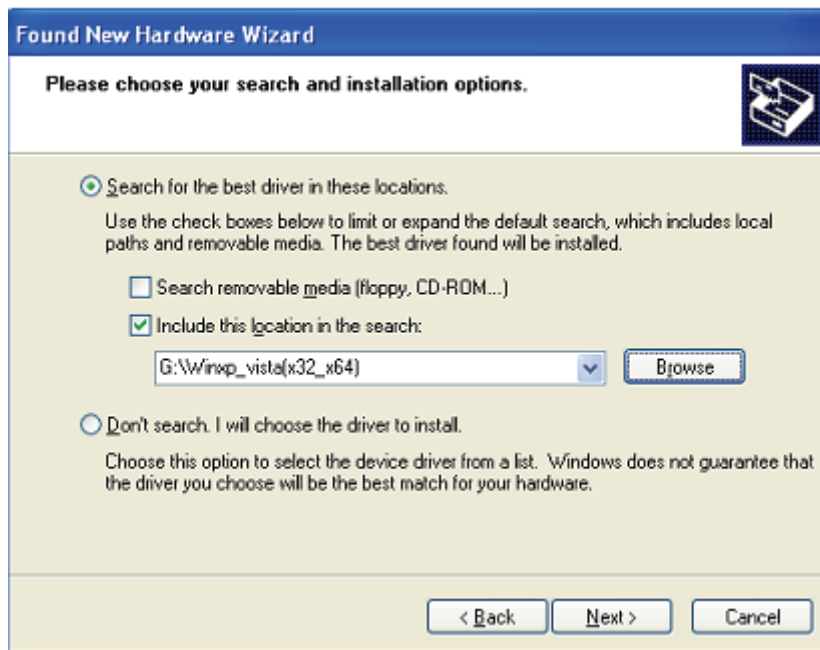 Found New Hardware Wizard
Please choose your search and installation options.
Search for the best driver in these locations.
Use the check boxes below to limit or expand the default search, which includes local
paths and removable media. The best driver found will be installed.
Search removable media (floppy, CD-ROM...)
Include this location in the search:
G:\Winxp_vista(x32_x64)
Browse
Don't search. I will choose the driver to install.
Choose this option to select the device driver from a list. Windows does not guarantee that
the driver you choose will be the best match for your hardware.
< Back
Next >
Cancel